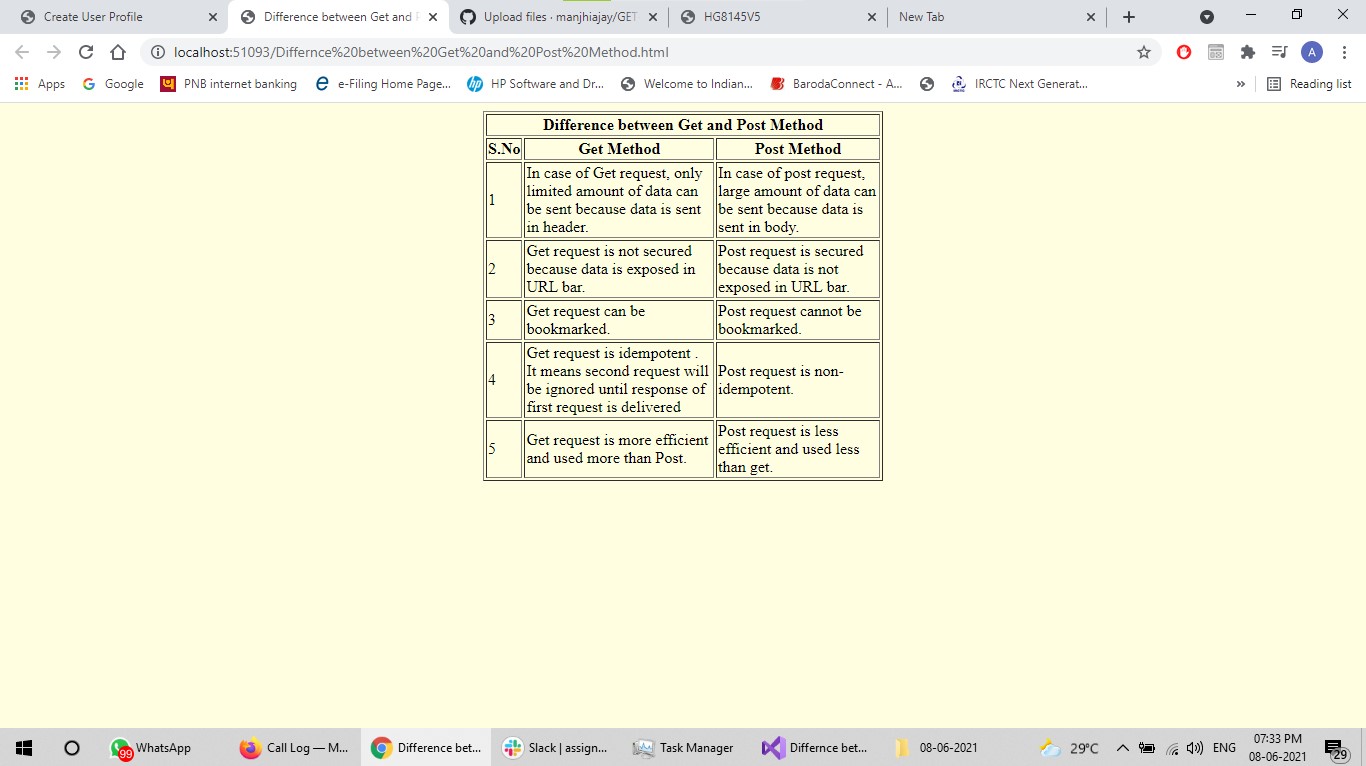 Create User Profile
Difference between Get and P
Upload files · manjhiajay/GET
HG8145V5
New Tab
localhost:51093/Differnce%20between%20Get%20and%20Post%20Method.html
A
Apps
Google
PNB internet banking
e-Filing Home Page...
HP Software and Dr...
Welcome to Indian...
BarodaConnect - A...
IRCTC Next Generat...
»
Reading list
Difference between Get and Post Method
S.No Get Method Post Method
1
In case of Get request, only
limited amount of data can
be sent because data is sent
in header.
In case of post request,
large amount of data can
be sent because data is
sent in body.
2
Get request is not secured
because data is exposed in
URL bar.
Post request is secured
because data is not
exposed in URL bar.
3
Get request can be
bookmarked.
Post request cannot be
bookmarked.
4
Get request is idempotent .
It means second request will
be ignored until response of
first request is delivered
Post request is non-
idempotent.
5
Get request is more efficient
and used more than Post.
Post request is less
efficient and used less
than get.
99
WhatsApp
Call Log — M...
Difference bet...
Slack | assign...
Task Manager
Differnce bet...
08-06-2021
29°C
ENG
07:33 PM
08-06-2021
29